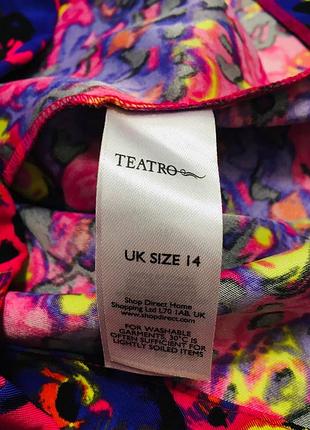 TEATRO
UK SIZE 14
Shop Direct Home
Shopping Ltd L70 1AB, UK
www.shopdirect.com
FOR WASHABLE
GARMENTS, 30°C IS
OFTEN SUFFICIENT FOR
LIGHTLY SOILED ITEMS